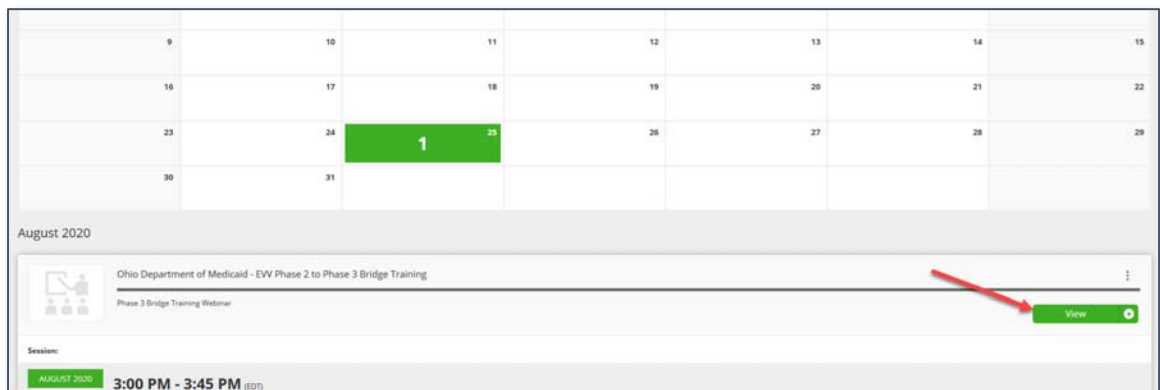 9 10 11 12 13 14 15
16 17 18 19 20 21 22
23 24 1 25 26 27 28 29
30 31
August 2020
Ohio Department of Medicaid - EVV Phase 2 to Phase 3 Bridge Training
Phase 3 Bridge Training Webinar
View
Session:
AUGUST 2020 3:00 PM - 3:45 PM (EDT)